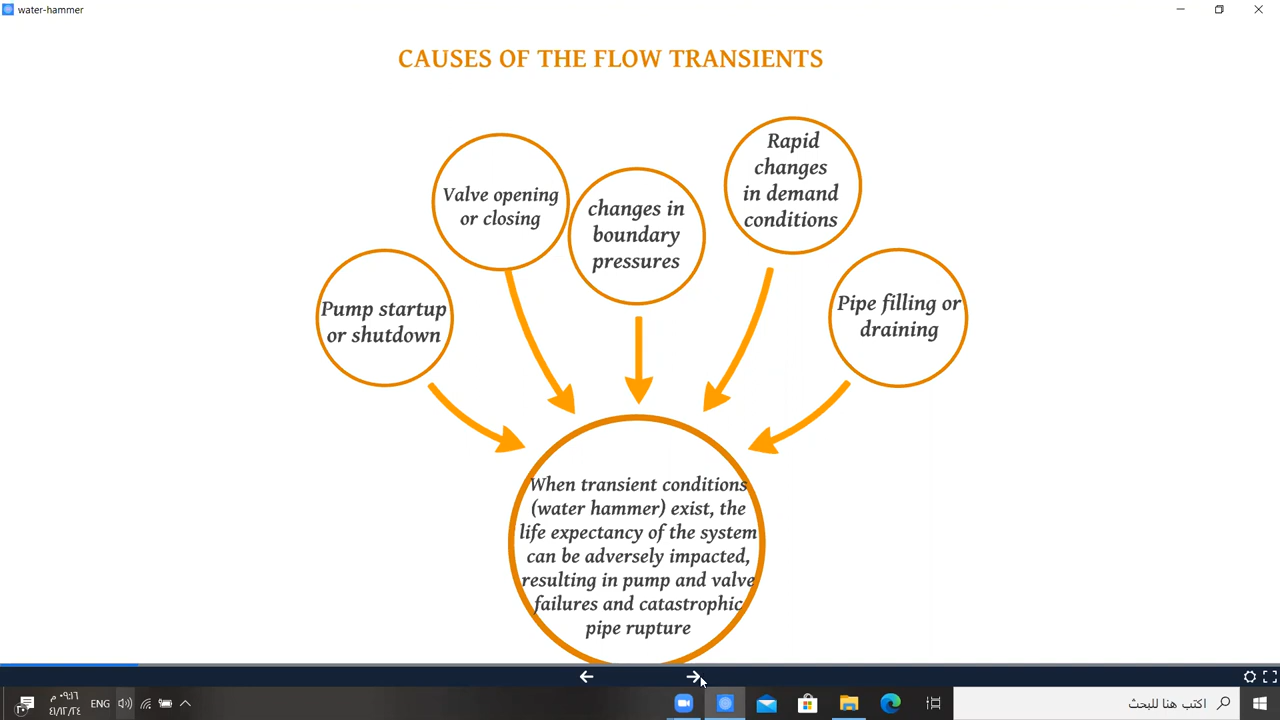 water-hammer
CAUSES OF THE FLOW TRANSIENTS
Pump startup
or shutdown
Valve opening
or closing
changes in
boundary
pressures
Rapid
changes
in demand
conditions
Pipe filling or
draining
When transient conditions
(water hammer) exist, the
life expectancy of the system
can be adversely impacted,
resulting in pump and valve
failures and catastrophic
pipe rupture
٠٩:١٦ م
ENG
اكتب هنا للبحث